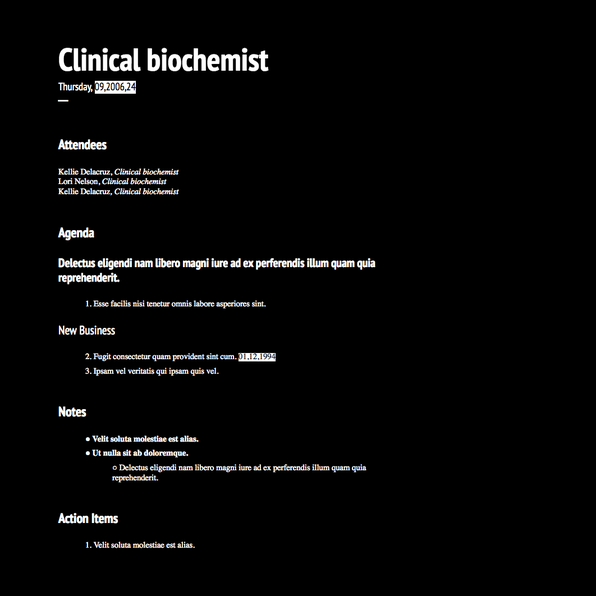 Clinical biochemist
Thursday, 09,2006,24
Attendees
Kellie Delacruz, Clinical biochemist
Lori Nelson, Clinical biochemist
Kellie Delacruz, Clinical biochemist
Agenda
Delectus eligendi nam libero magni iure ad ex perferendis illum quam quia
reprehenderit.
1. Esse facilis nisi tenetur omnis labore asperiores sint.
New Business
2. Fugit consectetur quam provident sint cum. 01,12,1994
3. Ipsam vel veritatis qui ipsam quis vel.
Notes
● Velit soluta molestiae est alias.
● Ut nulla sit ab doloremque.
○ Delectus eligendi nam libero magni iure ad ex perferendis illum quam quia
reprehenderit.
Action Items
1. Velit soluta molestiae est alias.